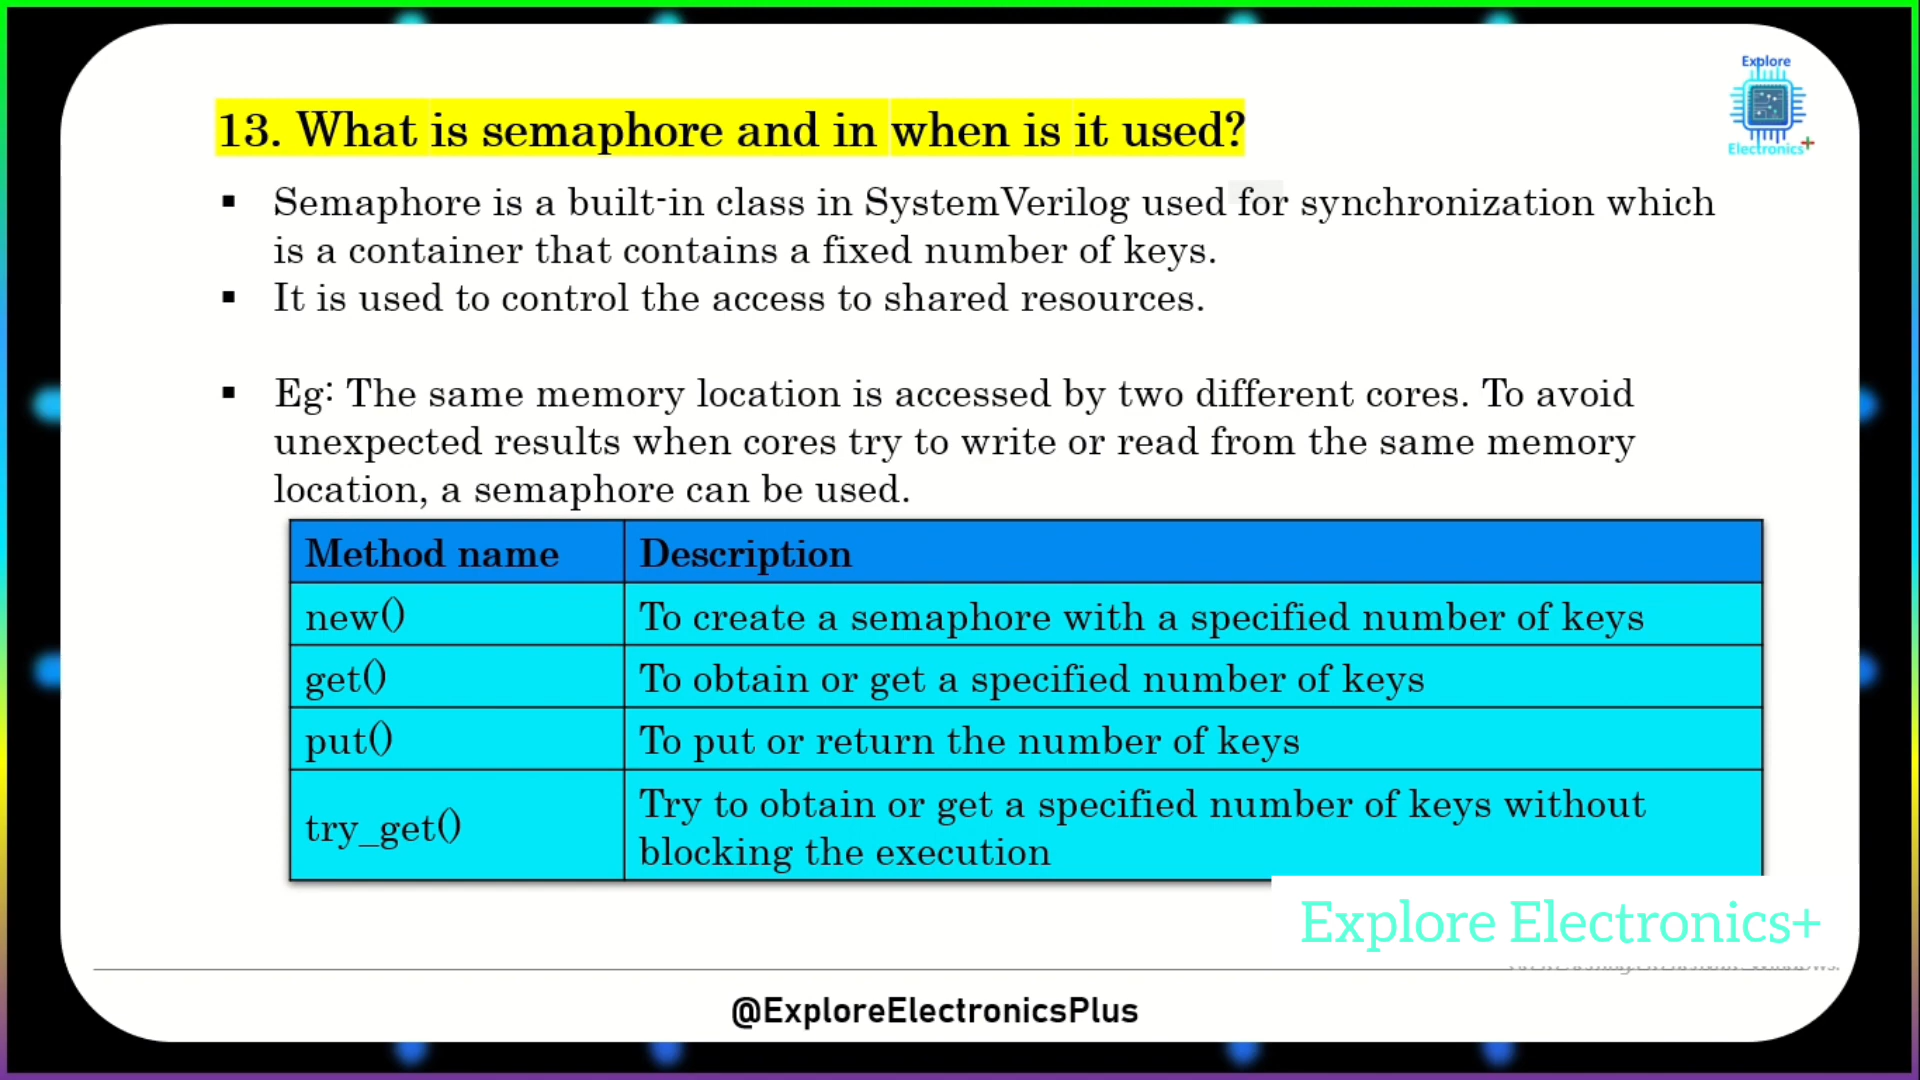 Explore
Electronics+
13. What is semaphore and in when is it used?
▪ Semaphore is a built-in class in SystemVerilog used for synchronization which
is a container that contains a fixed number of keys.
▪ It is used to control the access to shared resources.
▪ Eg: The same memory location is accessed by two different cores. To avoid
unexpected results when cores try to write or read from the same memory
location, a semaphore can be used.
Method name Description
new() To create a semaphore with a specified number of keys
get() To obtain or get a specified number of keys
put() To put or return the number of keys
try_get() Try to obtain or get a specified number of keys without
blocking the execution
Explore Electronics+
@ExploreElectronicsPlus